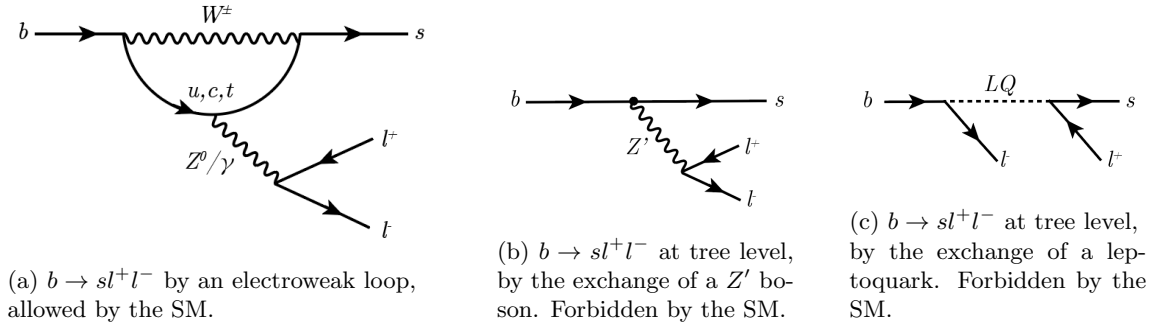 b
W±
s
u,c,t
Z⁰/γ
l⁺
l⁻
(a) b → sl⁺l⁻ by an electroweak loop,
allowed by the SM.
b
s
Z'
l⁺
l⁻
(b) b → sl⁺l⁻ at tree level,
by the exchange of a Z′ bo-
son. Forbidden by the SM.
b
LQ
s
l⁻
l⁺
(c) b → sl⁺l⁻ at tree level,
by the exchange of a lep-
toquark. Forbidden by the
SM.